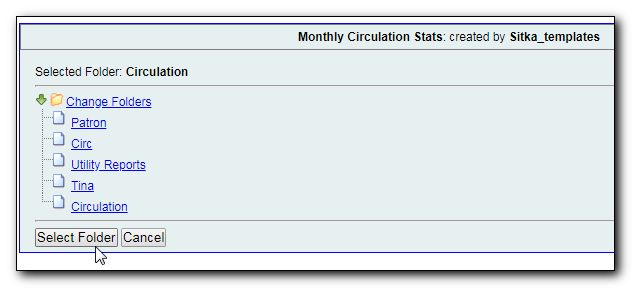 Monthly Circulation Stats: created by Sitka_templates
Selected Folder: Circulation
Change Folders
Patron
Circ
Utility Reports
Tina
Circulation
Select Folder Cancel